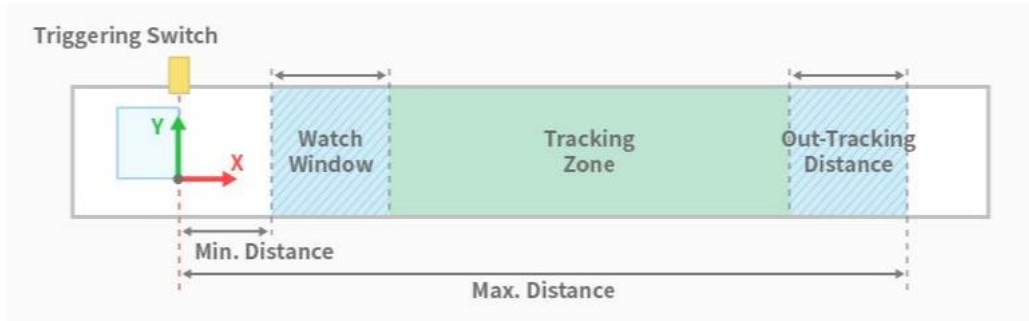 Triggering Switch
Y
X
Watch
Window
Tracking
Zone
Out-Tracking
Distance
Min. Distance
Max. Distance